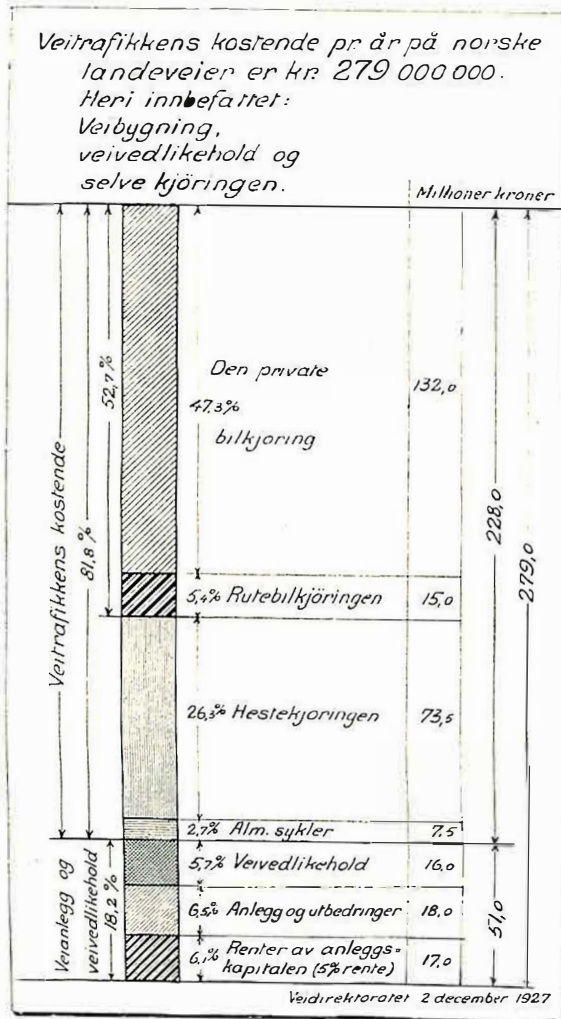 Veitrafikkens kostende pr år på norske
landeveier er kr. 279 000 000.
Heri innbefattet:
Veibygning,
veivedlikehold og
selve kjöringen.
Millioner kroner
Veitrafikkens kostende
81,8 %
52,7 %
Den private
47.3%
bilkjoring
132,0
5,4% Rutebilkjöringen 15,0
26,3% Hestekjoringen 73,5
2,7% Alm. sykler 7.5
228,0
279,0
Veianlegg og
veivedlikehold
18,2 %
5,7% Veivedlikehold 16,0
6,5% Anlegg og utbedringer 18,0
6,1% Renter av anleggs=
kapitalen (5% rente) 17,0
51,0
Veidirektoratet 2 december 1927